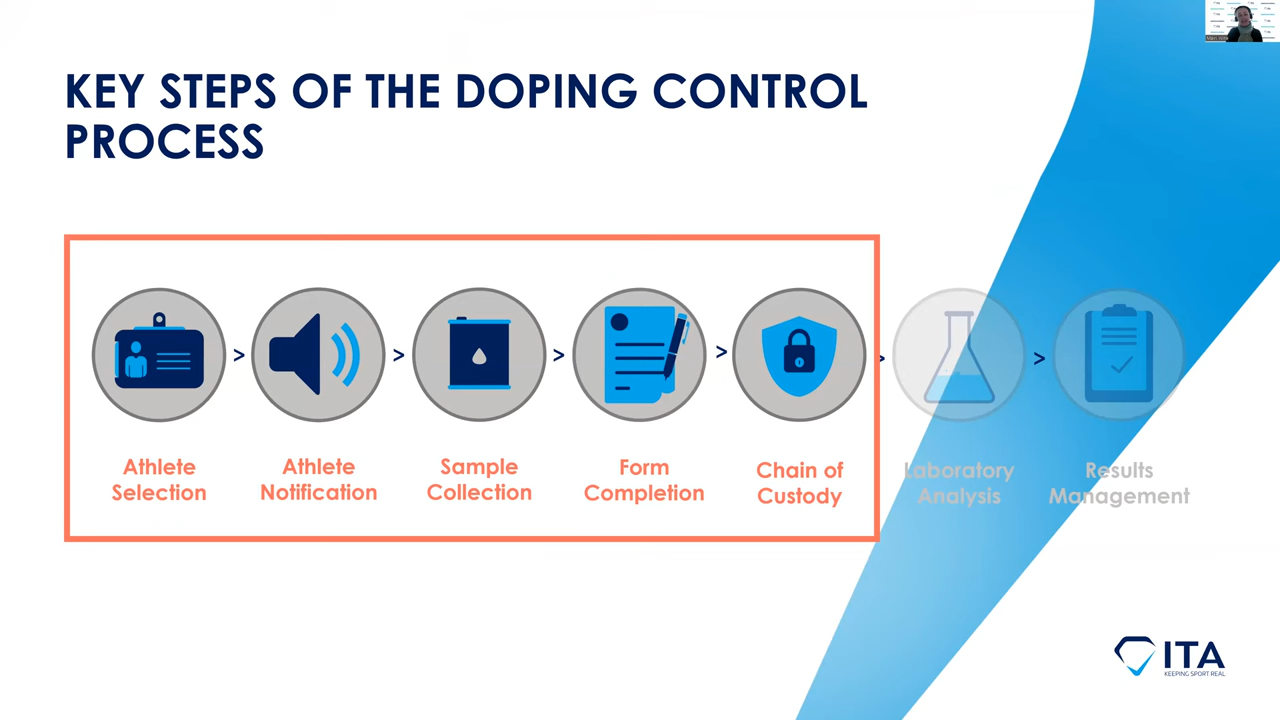 KEY STEPS OF THE DOPING CONTROL
PROCESS
> > > > > >
Athlete
Selection
Athlete
Notification
Sample
Collection
Form
Completion
Chain of
Custody
Laboratory
Analysis
Results
Management
ITA
KEEPING SPORT REAL